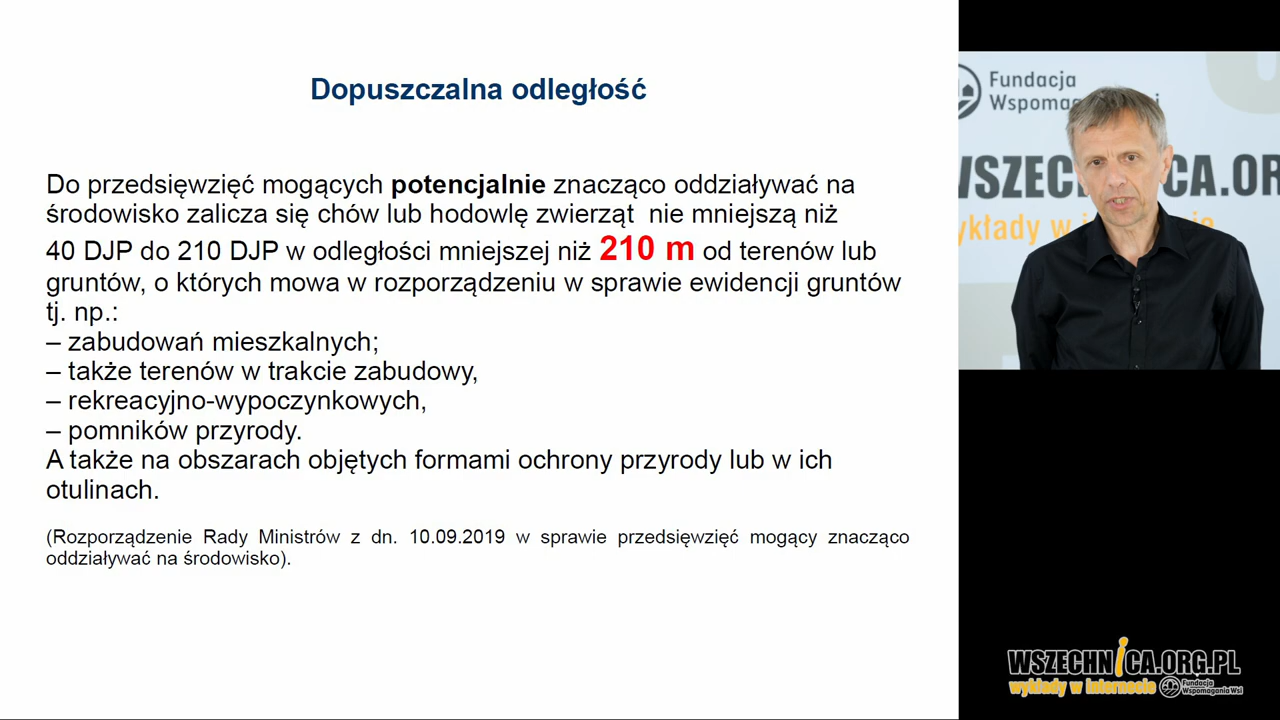 Dopuszczalna odległość
Do przedsięwzięć mogących potencjalnie znacząco oddziaływać na
środowisko zalicza się chów lub hodowlę zwierząt nie mniejszą niż
40 DJP do 210 DJP w odległości mniejszej niż 210 m od terenów lub
gruntów, o których mowa w rozporządzeniu w sprawie ewidencji gruntów
tj. np.:
– zabudowań mieszkalnych;
– także terenów w trakcie zabudowy,
– rekreacyjno-wypoczynkowych,
– pomników przyrody.
A także na obszarach objętych formami ochrony przyrody lub w ich
otulinach.
(Rozporządzenie Rady Ministrów z dn. 10.09.2019 w sprawie przedsięwzięć mogący znacząco
oddziaływać na środowisko).
Fundacja
Wspomaga i
WSZEC CA.OR
ykłady w i ecie
WSZECHNICA.ORG.PL
wykłady w internecie
Fundacja
Wspomagania Wsi